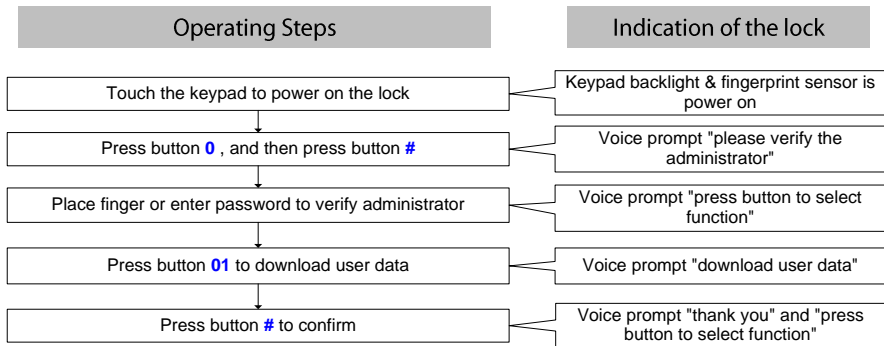 Operating Steps
Indication of the lock
Touch the keypad to power on the lock
Keypad backlight & fingerprint sensor is
power on
Press button 0 , and then press button #
Voice prompt "please verify the
administrator"
Place finger or enter password to verify administrator
Voice prompt "press button to select
function"
Press button 01 to download user data
Voice prompt "download user data"
Press button # to confirm
Voice prompt "thank you" and "press
button to select function"